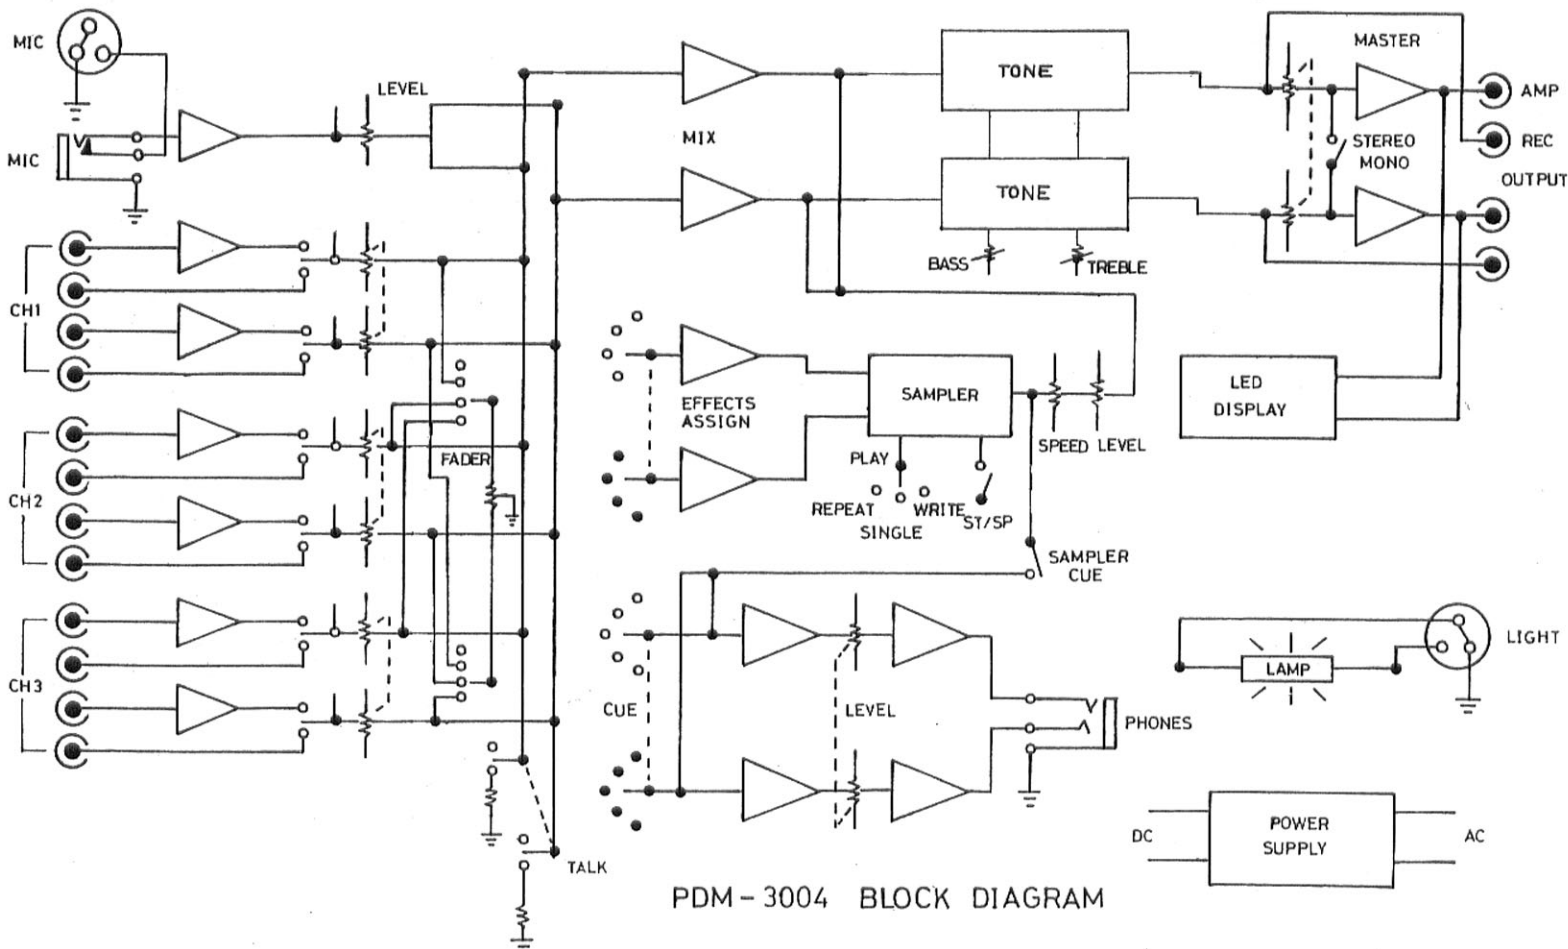 MIC
LEVEL
MIC
CH1
CH2
CH3
FADER
TALK
MIX
TONE
TONE
BASS
TREBLE
MASTER
STEREO
MONO
AMP
REC
OUTPUT
EFFECTS
ASSIGN
SAMPLER
SPEED LEVEL
PLAY
REPEAT
SINGLE
WRITE
ST/SP
SAMPLER
CUE
CUE
LEVEL
PHONES
LED
DISPLAY
LAMP
LIGHT
DC
POWER
SUPPLY
AC
PDM-3004 BLOCK DIAGRAM